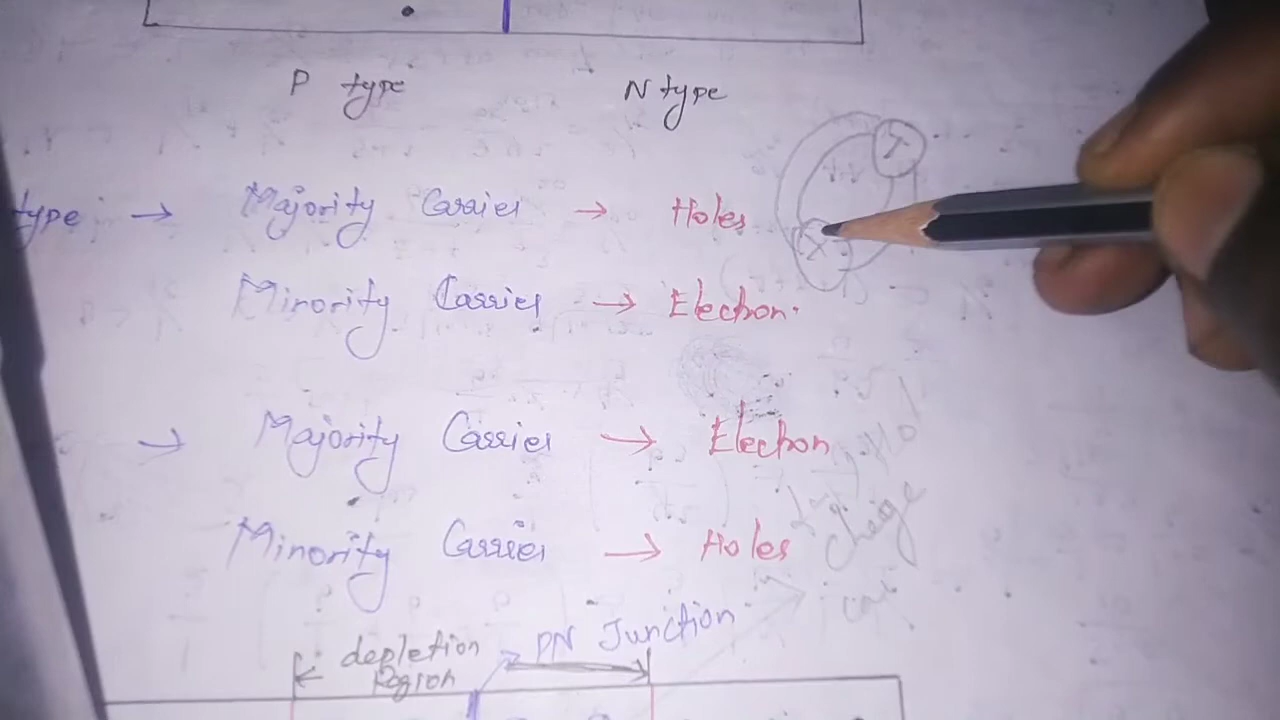 P type N type
type → Majority Carrier → Holes
Minority Carrier → Electron.
→ Majority Carrier → Electron
Minority Carrier → Holes
charge
depletion Region
PN Junction